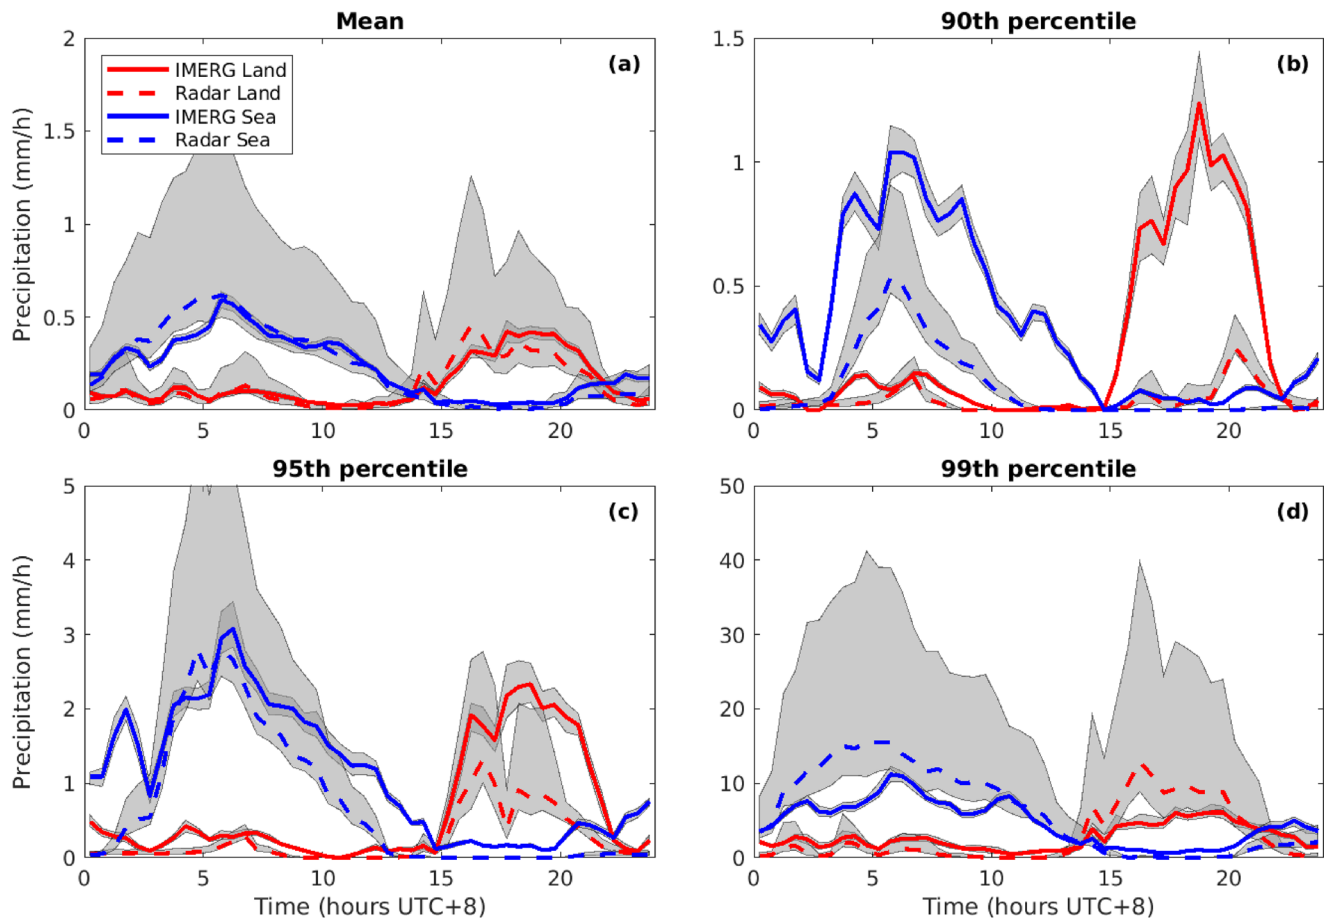 Mean
(a)
IMERG Land
Radar Land
IMERG Sea
Radar Sea
Precipitation (mm/h)
2
1.5
1
0.5
0
0 5 10 15 20
90th percentile
(b)
1.5
1
0.5
0
0 5 10 15 20
95th percentile
(c)
Precipitation (mm/h)
5
4
3
2
1
0
0 5 10 15 20
Time (hours UTC+8)
99th percentile
(d)
50
40
30
20
10
0
0 5 10 15 20
Time (hours UTC+8)